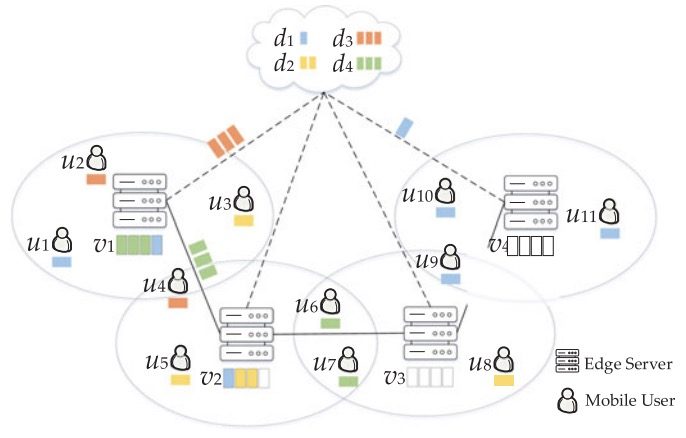 d1 d3
d2 d4
u2
u3
u10
u11
u1
v1
v4
u9
u4
u6
u5
v2
u7
v3
u8
Edge Server
Mobile User